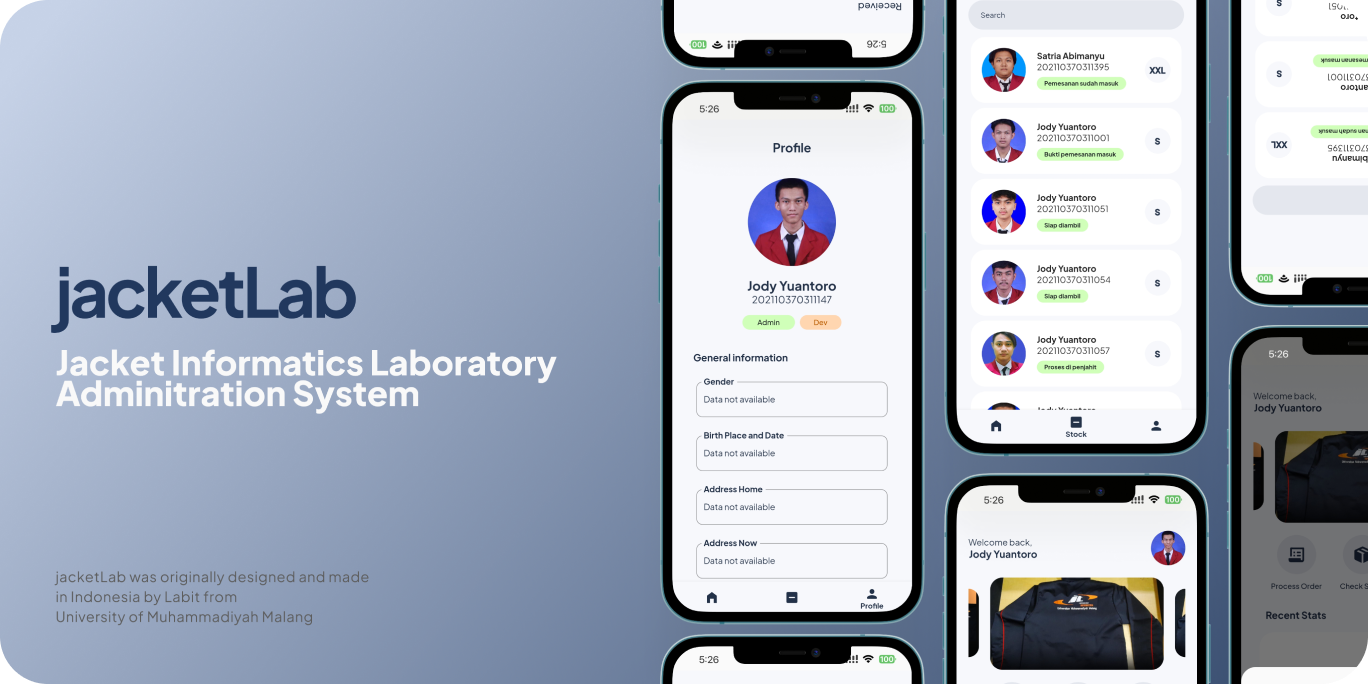 jacketLab
Jacket Informatics Laboratory
Adminitration System
jacketLab was originally designed and made
in Indonesia by Labit from
University of Muhammadiyah Malang
Received
5:26
100
5:26
100
Profile
Jody Yuantoro
202110370311147
Admin
Dev
General information
Gender
Data not available
Birth Place and Date
Data not available
Address Home
Data not available
Address Now
Data not available
Profile
5:26
100
Search
Satria Abimanyu
202110370311395
XXL
Pemesanan sudah masuk
Jody Yuantoro
202110370311001
S
Bukti pemesanan masuk
Jody Yuantoro
202110370311051
S
Siap diambil
Jody Yuantoro
202110370311054
S
Siap diambil
Jody Yuantoro
202110370311057
S
Proses di penjahit
Stock
5:26
100
Welcome back,
Jody Yuantoro
S
S
XXL
100
5:26
Welcome back,
Jody Yuantoro
Process Order
Check S
Recent Stats